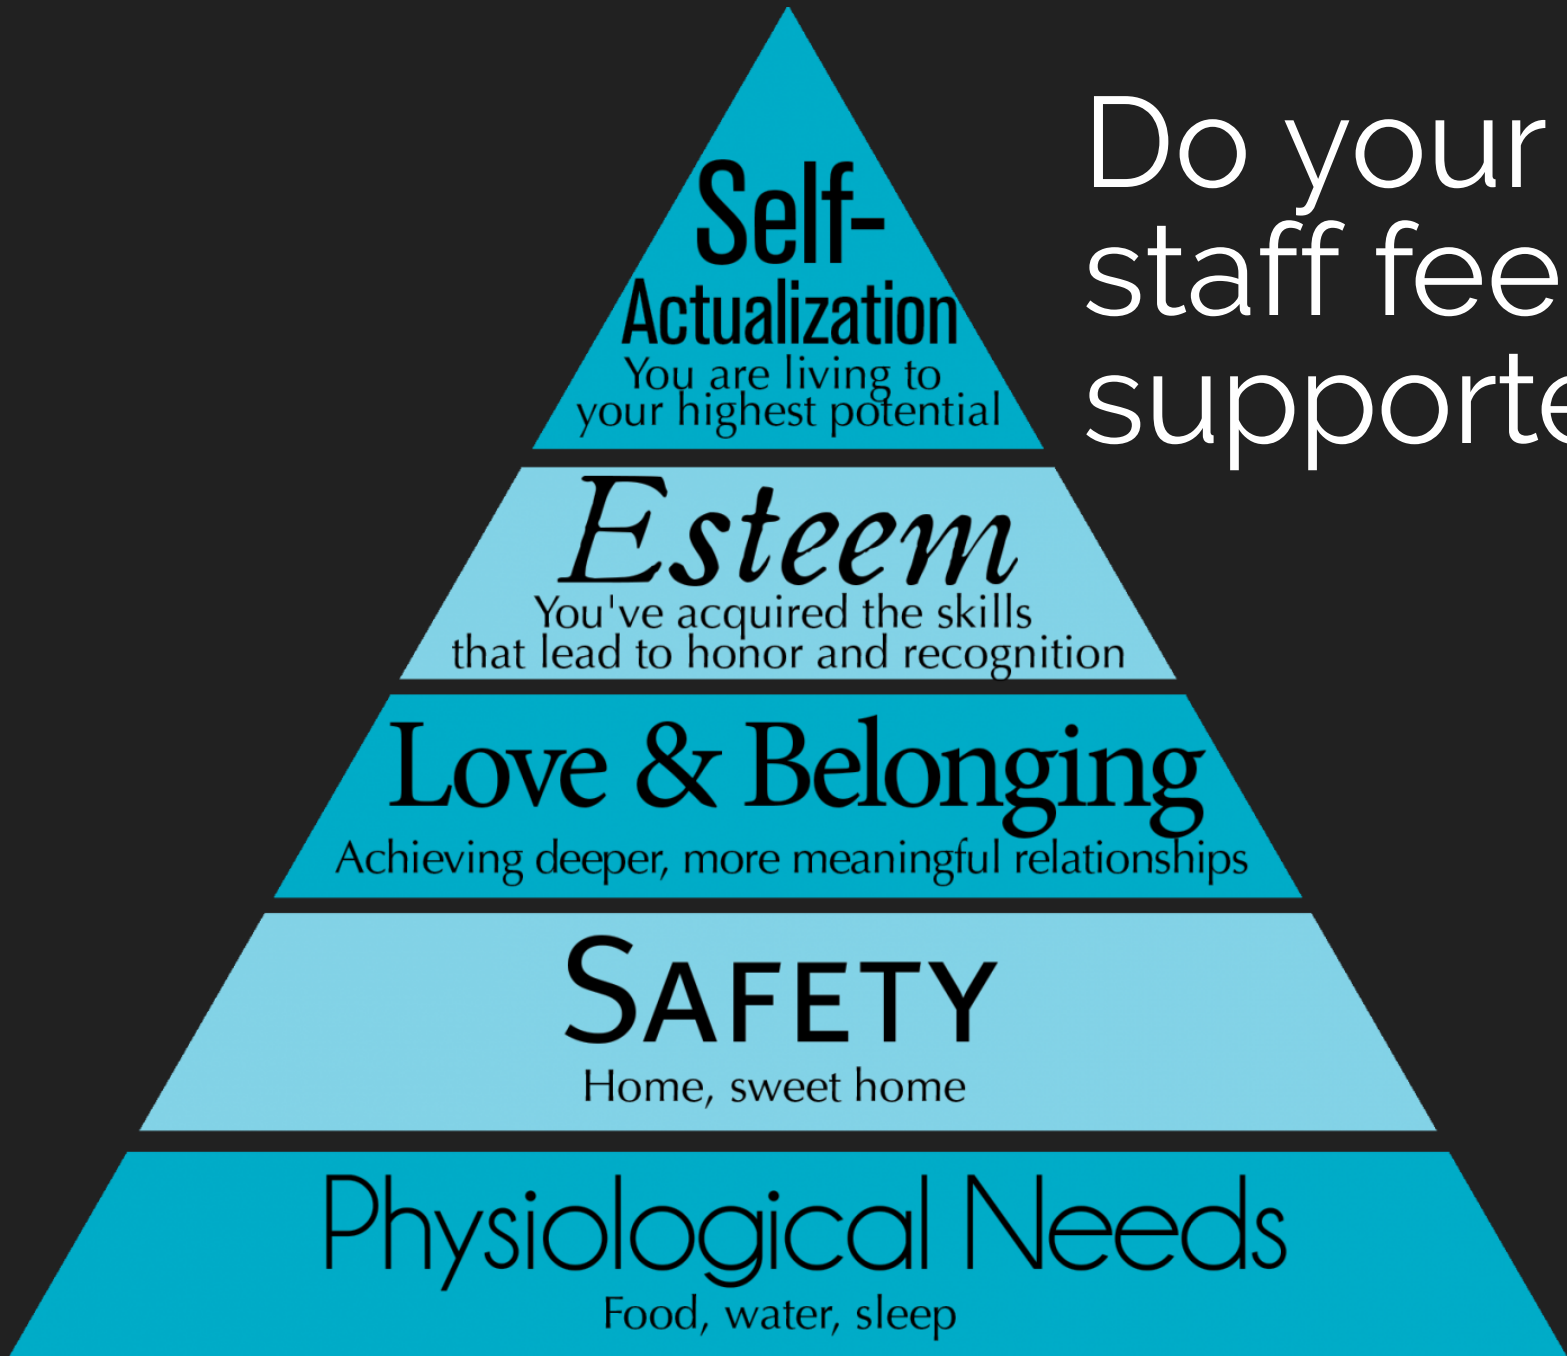 Do your
staff fee
supporte
Self-
Actualization
You are living to
your highest potential
Esteem
You've acquired the skills
that lead to honor and recognition
Love & Belonging
Achieving deeper, more meaningful relationships
SAFETY
Home, sweet home
Physiological Needs
Food, water, sleep